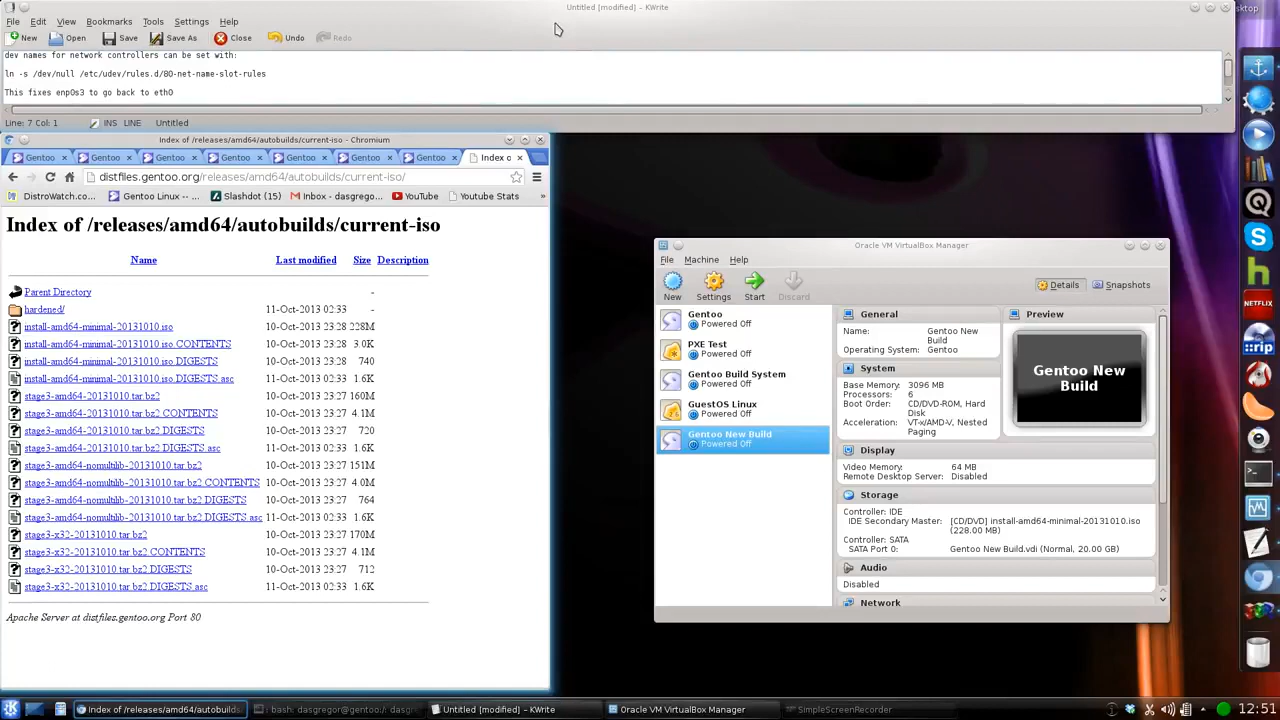 Untitled [modified] – KWrite
File Edit View Bookmarks Tools Settings Help
New Open Save Save As Close Undo Redo
dev names for network controllers can be set with:
ln -s /dev/null /etc/udev/rules.d/80-net-name-slot-rules
This fixes enp0s3 to go back to eth0
Line: 7 Col: 1 INS LINE Untitled
Index of /releases/amd64/autobuilds/current-iso - Chromium
Gentoo Gentoo Gentoo Gentoo Gentoo Gentoo Gentoo Index o
distfiles.gentoo.org/releases/amd64/autobuilds/current-iso/
DistroWatch.co... Gentoo Linux -- ... Slashdot (15) Inbox - dasgrego... YouTube Youtube Stats »
Index of /releases/amd64/autobuilds/current-iso
Name Last modified Size Description
Parent Directory -
hardened/ 11-Oct-2013 02:33 -
install-amd64-minimal-20131010.iso 10-Oct-2013 23:28 228M
install-amd64-minimal-20131010.iso.CONTENTS 10-Oct-2013 23:28 3.0K
install-amd64-minimal-20131010.iso.DIGESTS 10-Oct-2013 23:28 740
install-amd64-minimal-20131010.iso.DIGESTS.asc 11-Oct-2013 02:33 1.6K
stage3-amd64-20131010.tar.bz2 10-Oct-2013 23:27 160M
stage3-amd64-20131010.tar.bz2.CONTENTS 10-Oct-2013 23:27 4.1M
stage3-amd64-20131010.tar.bz2.DIGESTS 10-Oct-2013 23:27 720
stage3-amd64-20131010.tar.bz2.DIGESTS.asc 11-Oct-2013 02:33 1.6K
stage3-amd64-nomultilib-20131010.tar.bz2 10-Oct-2013 23:27 151M
stage3-amd64-nomultilib-20131010.tar.bz2.CONTENTS 10-Oct-2013 23:27 4.0M
stage3-amd64-nomultilib-20131010.tar.bz2.DIGESTS 10-Oct-2013 23:27 764
stage3-amd64-nomultilib-20131010.tar.bz2.DIGESTS.asc 11-Oct-2013 02:33 1.6K
stage3-x32-20131010.tar.bz2 10-Oct-2013 23:27 170M
stage3-x32-20131010.tar.bz2.CONTENTS 10-Oct-2013 23:27 4.1M
stage3-x32-20131010.tar.bz2.DIGESTS 10-Oct-2013 23:27 712
stage3-x32-20131010.tar.bz2.DIGESTS.asc 11-Oct-2013 02:33 1.6K
Apache Server at distfiles.gentoo.org Port 80
Oracle VM VirtualBox Manager
File Machine Help
New Settings Start Discard Details Snapshots
Gentoo
Powered Off
PXE Test
Powered Off
Gentoo Build System
Powered Off
GuestOS Linux
Powered Off
Gentoo New Build
Powered Off
General
Name: Gentoo New
Build
Operating System: Gentoo
System
Base Memory: 3096 MB
Processors: 6
Boot Order: CD/DVD-ROM, Hard
Disk
Acceleration: VT-x/AMD-V, Nested
Paging
Preview
Gentoo New
Build
Display
Video Memory: 64 MB
Remote Desktop Server: Disabled
Storage
Controller: IDE
IDE Secondary Master: [CD/DVD] install-amd64-minimal-20131010.iso
(228.00 MB)
Controller: SATA
SATA Port 0: Gentoo New Build.vdi (Normal, 20.00 GB)
Audio
Disabled
Network
sktop
NETFLIX
::rip
Index of /releases/amd64/autobuilds bash: dasgregor@gentoo:/: dasg Untitled [modified] – KWrite Oracle VM VirtualBox Manager SimpleScreenRecorder 12:51